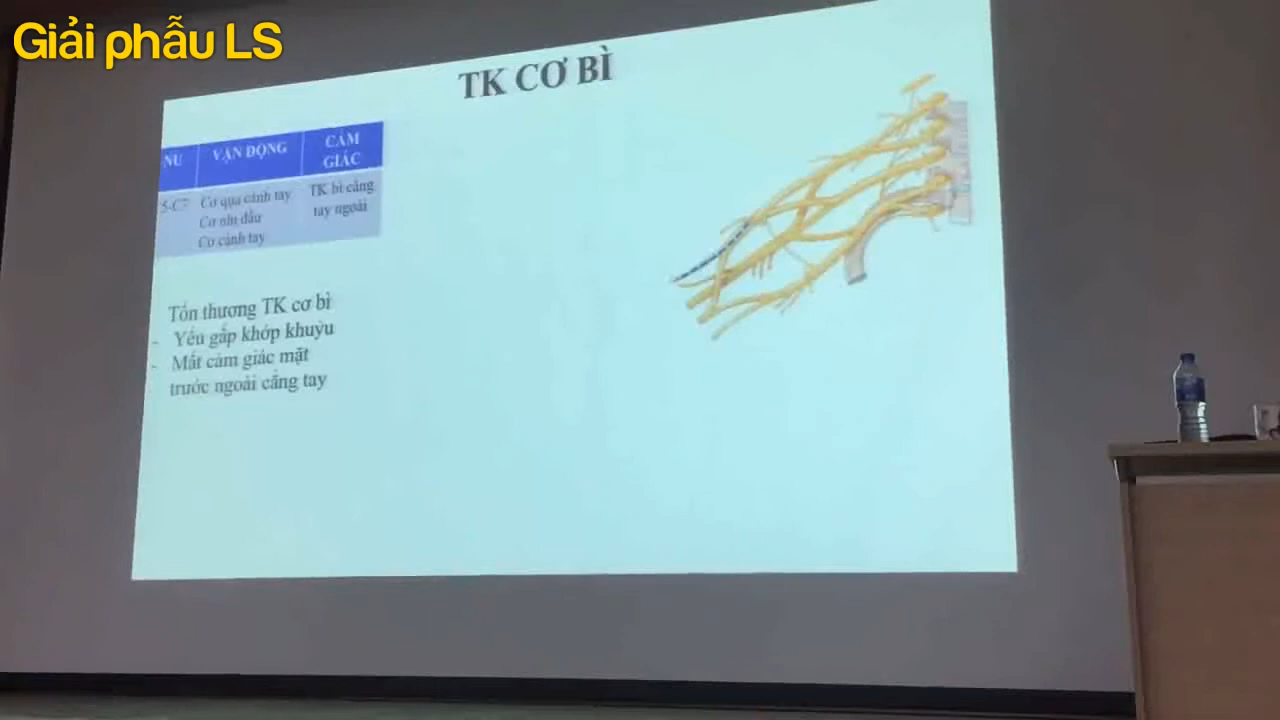 Giải phẫu LS
TK CƠ BÌ
NU
VẬN ĐỘNG
CẢM
GIÁC
5-C7
Cơ quạ cánh tay
Cơ nhị đầu
Cơ cánh tay
TK bì cẳng
tay ngoài
Tổn thương TK cơ bì
- Yếu gấp khớp khuỷu
- Mất cảm giác mặt
trước ngoài cẳng tay